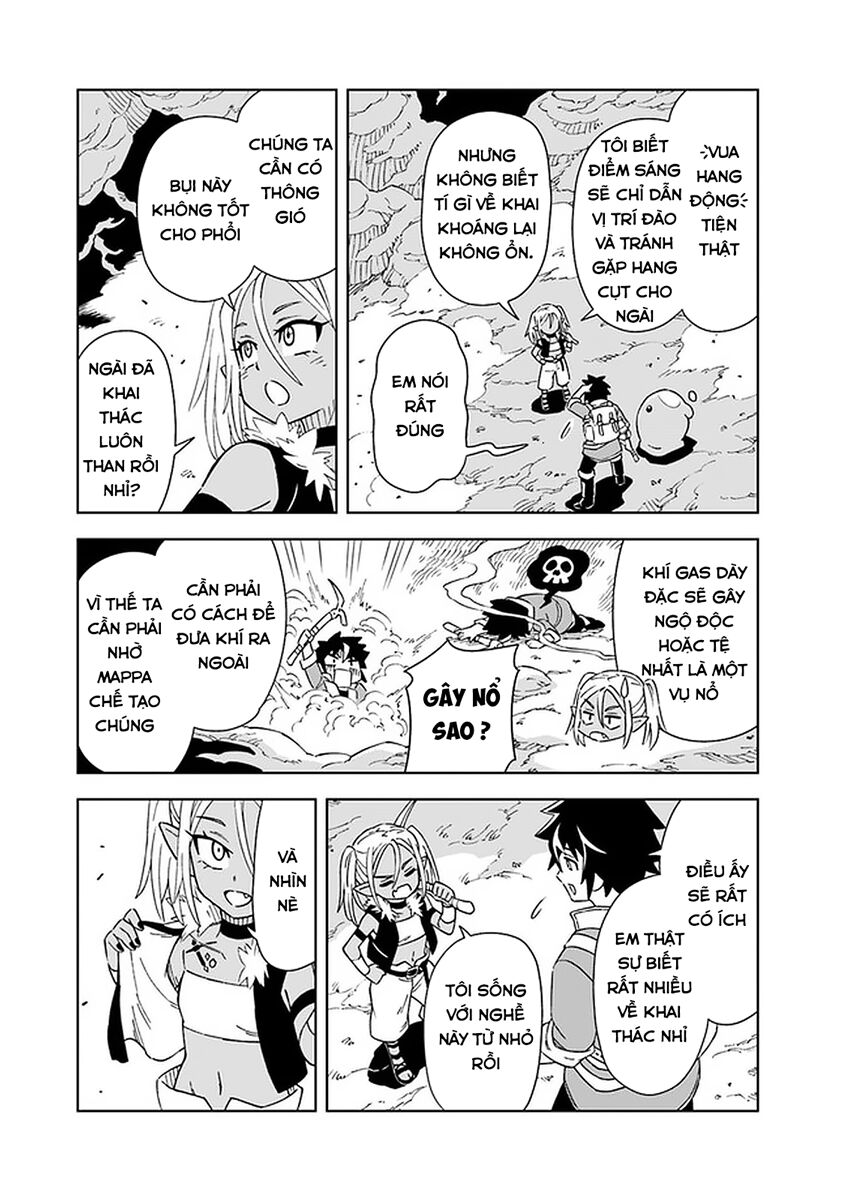 VUA
HANG
ĐỘNG
TIỆN
THẬT
TÔI BIẾT
ĐIỂM SÁNG
SẼ CHỈ DẪN
VỊ TRÍ ĐÀO
VÀ TRÁNH
GẶP HANG
CỤT CHO
NGÀI
NHƯNG
KHÔNG BIẾT
TÍ GÌ VỀ KHAI
KHOÁNG LẠI
KHÔNG ỔN.
EM NÓI
RẤT
ĐÚNG
CHÚNG TA
CẦN CÓ
THÔNG
GIÓ
BỤI NÀY
KHÔNG TỐT
CHO PHỔI
NGÀI ĐÃ
KHAI
THÁC
LUÔN
THAN RỒI
NHỈ?
KHÍ GAS DÀY
ĐẶC SẼ GÂY
NGỘ ĐỘC
HOẶC TỆ
NHẤT LÀ MỘT
VỤ NỔ
GÂY NỔ
SAO ?
CẦN PHẢI
CÓ CÁCH ĐỂ
ĐƯA KHÍ RA
NGOÀI
VÌ THẾ TA
CẦN PHẢI
NHỜ
MAPPA
CHẾ TẠO
CHÚNG
ĐIỀU ẤY
SẼ RẤT
CÓ ÍCH
EM THẬT
SỰ BIẾT
RẤT NHIỀU
VỀ KHAI
THÁC NHỈ
TÔI SỐNG
VỚI NGHỀ
NÀY TỪ NHỎ
RỒI
VÀ
NHÌN
NÈ